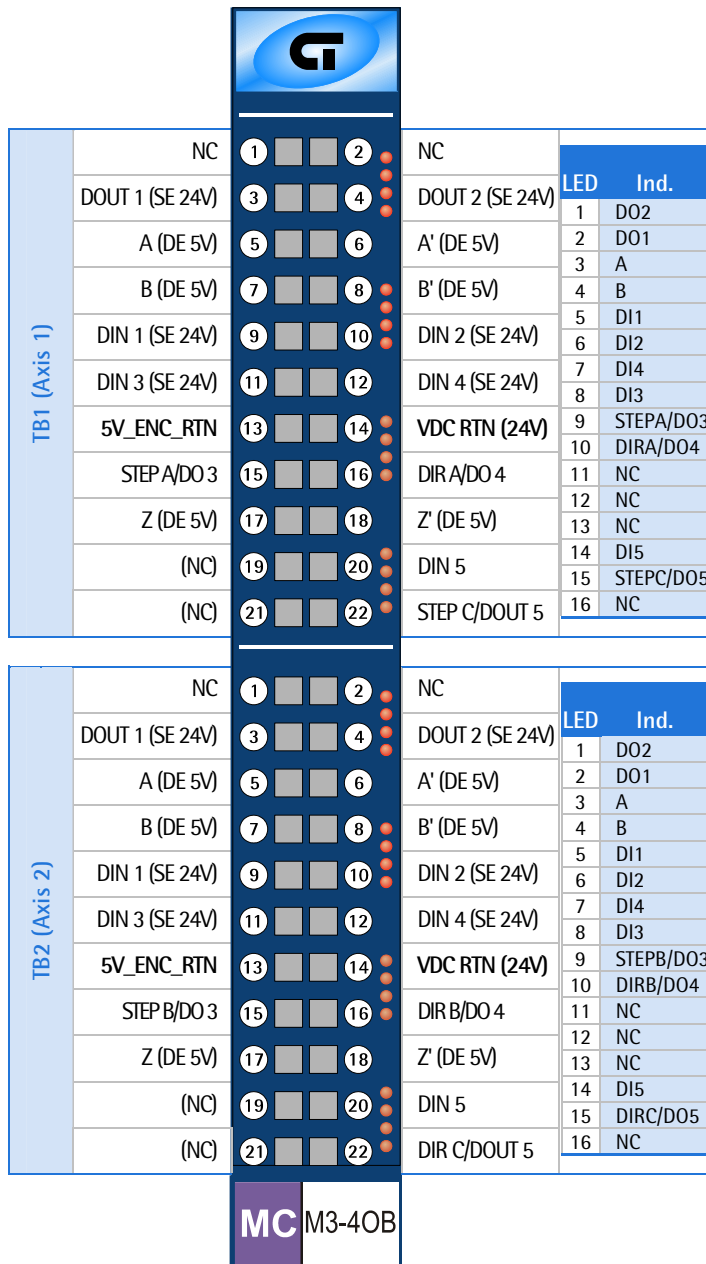 CT
TB1 (Axis 1)
NC 1 2 NC
DOUT 1 (SE 24V) 3 4 DOUT 2 (SE 24V)
A (DE 5V) 5 6 A' (DE 5V)
B (DE 5V) 7 8 B' (DE 5V)
DIN 1 (SE 24V) 9 10 DIN 2 (SE 24V)
DIN 3 (SE 24V) 11 12 DIN 4 (SE 24V)
5V_ENC_RTN 13 14 VDC RTN (24V)
STEP A/DO 3 15 16 DIR A/DO 4
Z (DE 5V) 17 18 Z' (DE 5V)
(NC) 19 20 DIN 5
(NC) 21 22 STEP C/DOUT 5
LED Ind.
1 DO2
2 DO1
3 A
4 B
5 DI1
6 DI2
7 DI4
8 DI3
9 STEPA/DO3
10 DIRA/DO4
11 NC
12 NC
13 NC
14 DI5
15 STEPC/DO5
16 NC
TB2 (Axis 2)
NC 1 2 NC
DOUT 1 (SE 24V) 3 4 DOUT 2 (SE 24V)
A (DE 5V) 5 6 A' (DE 5V)
B (DE 5V) 7 8 B' (DE 5V)
DIN 1 (SE 24V) 9 10 DIN 2 (SE 24V)
DIN 3 (SE 24V) 11 12 DIN 4 (SE 24V)
5V_ENC_RTN 13 14 VDC RTN (24V)
STEP B/DO 3 15 16 DIR B/DO 4
Z (DE 5V) 17 18 Z' (DE 5V)
(NC) 19 20 DIN 5
(NC) 21 22 DIR C/DOUT 5
LED Ind.
1 DO2
2 DO1
3 A
4 B
5 DI1
6 DI2
7 DI4
8 DI3
9 STEPB/DO3
10 DIRB/DO4
11 NC
12 NC
13 NC
14 DI5
15 DIRC/DO5
16 NC
MC M3-40B